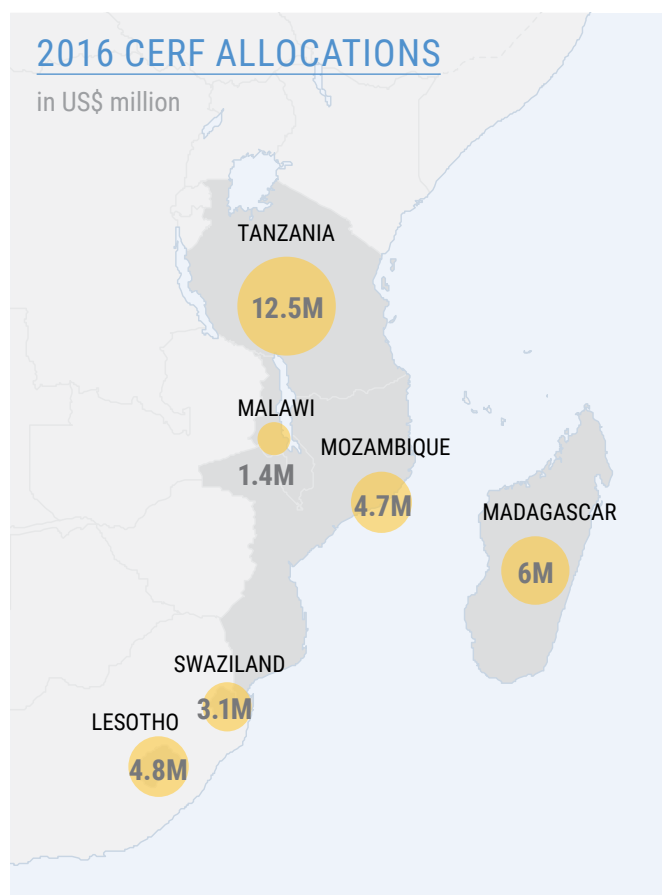 2016 CERF ALLOCATIONS
in US$ million
TANZANIA
12.5M
MALAWI
1.4M
MOZAMBIQUE
4.7M
MADAGASCAR
6M
SWAZILAND
3.1M
LESOTHO
4.8M